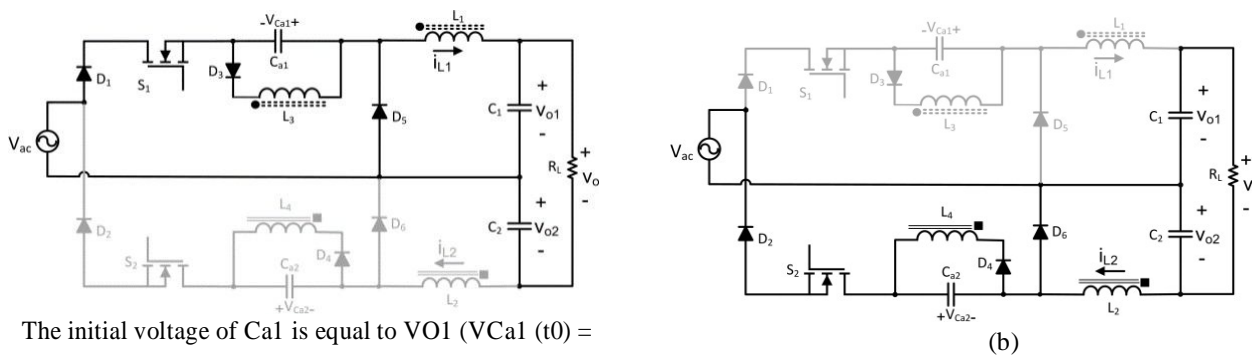 -VCa1+
L1
Ca1
iL1
D1
S1
D3
L3
D5
C1
+
Vo1
-
Vac
RL
+
Vo
-
L4
D2
D6
C2
+
Vo2
-
S2
D4
iL2
Ca2
+VCa2-
L2
The initial voltage of Ca1 is equal to VO1 (VCa1 (t0) =
-VCa1+
L1
Ca1
iL1
D1
S1
D3
L3
D5
C1
+
Vo1
-
Vac
RL
+
V
-
L4
D2
D6
C2
+
Vo2
-
S2
D4
iL2
Ca2
+VCa2-
L2
(b)